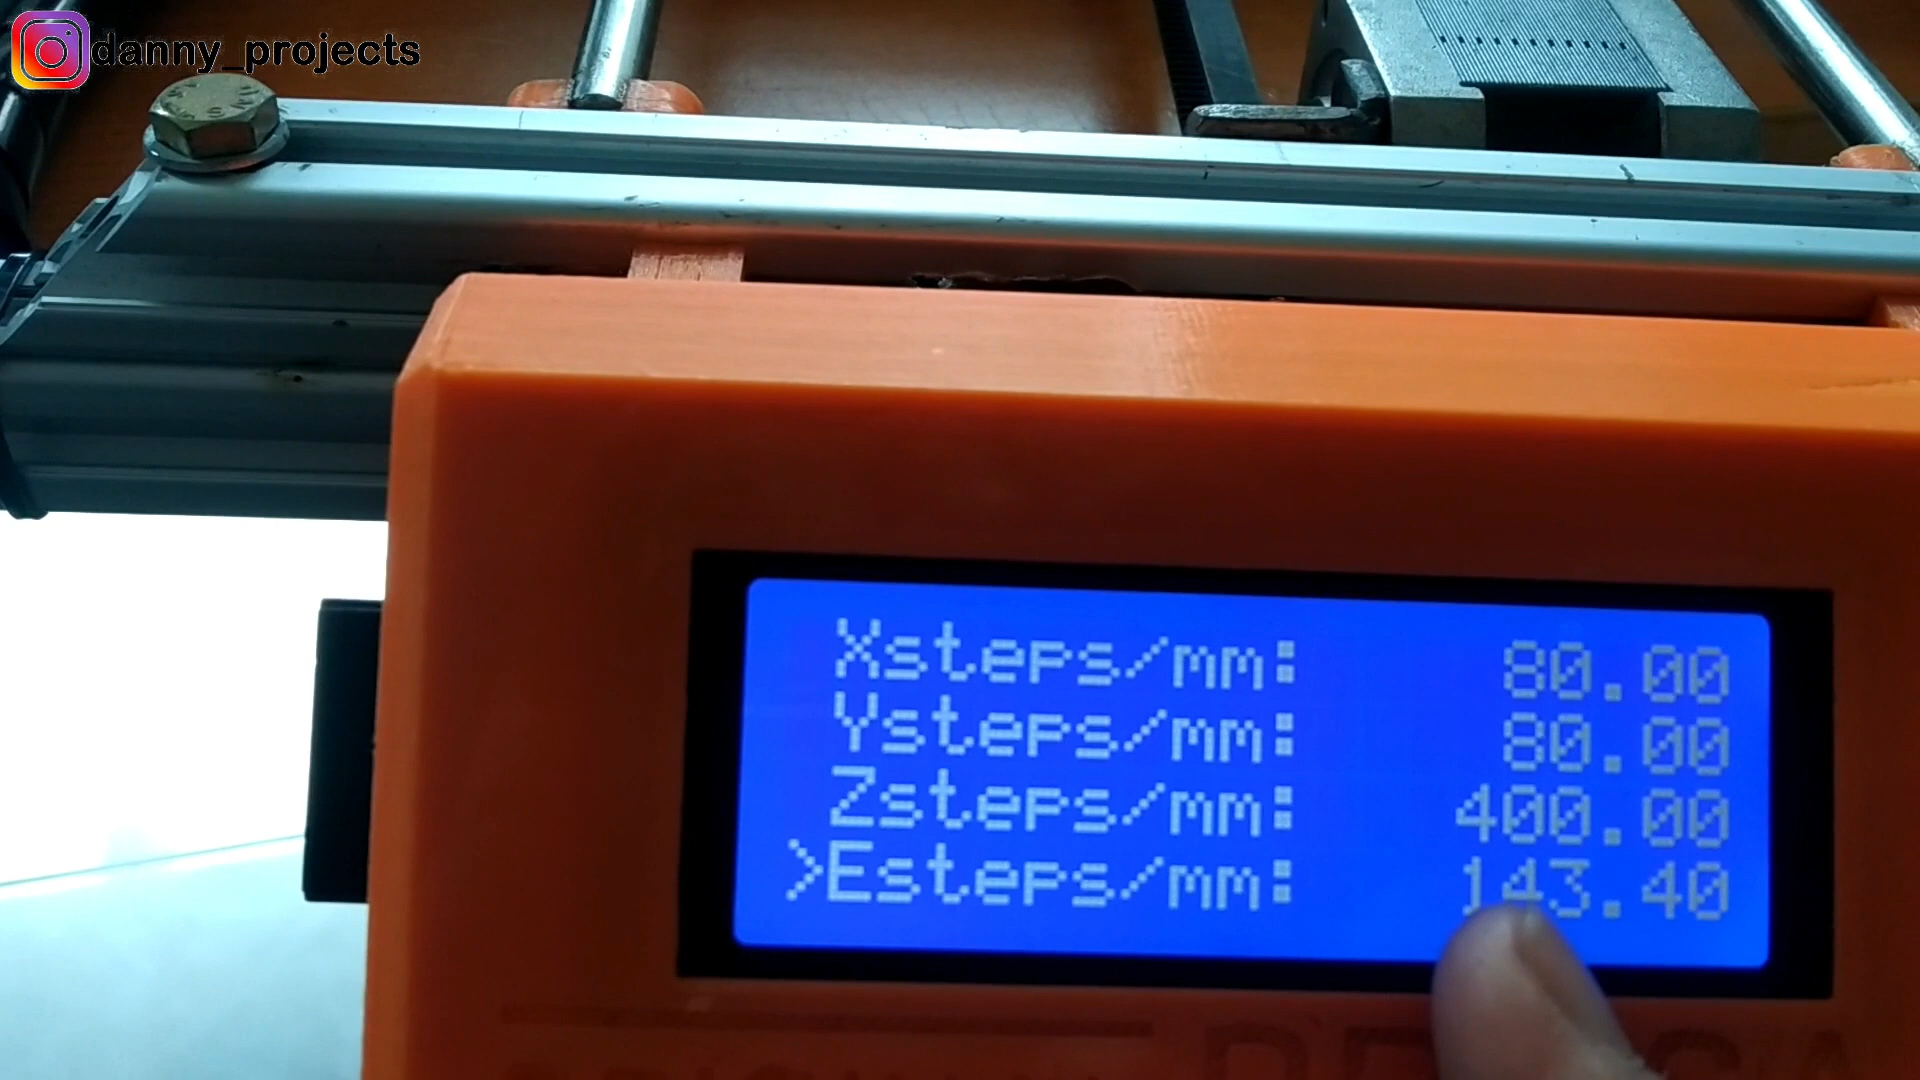 danny_projects
Xsteps/mm: 80.00
Ysteps/mm: 80.00
Zsteps/mm: 400.00
>Esteps/mm: 143.40